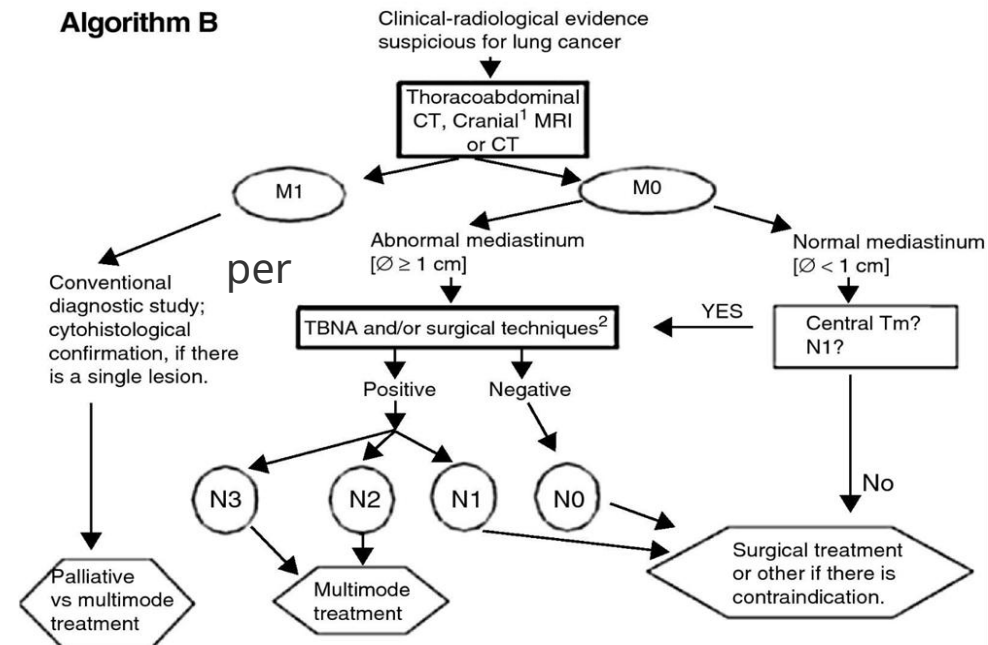 Algorithm B
Clinical-radiological evidence
suspicious for lung cancer
Thoracoabdominal
CT, Cranial¹ MRI
or CT
M1
M0
Abnormal mediastinum
[Ø ≥ 1 cm]
Normal mediastinum
[Ø < 1 cm]
per
Conventional
diagnostic study;
cytohistological
confirmation, if there
is a single lesion.
TBNA and/or surgical techniques²
YES
Central Tm?
N1?
Positive
Negative
N3
N2
N1
N0
No
Palliative
vs multimode
treatment
Multimode
treatment
Surgical treatment
or other if there is
contraindication.